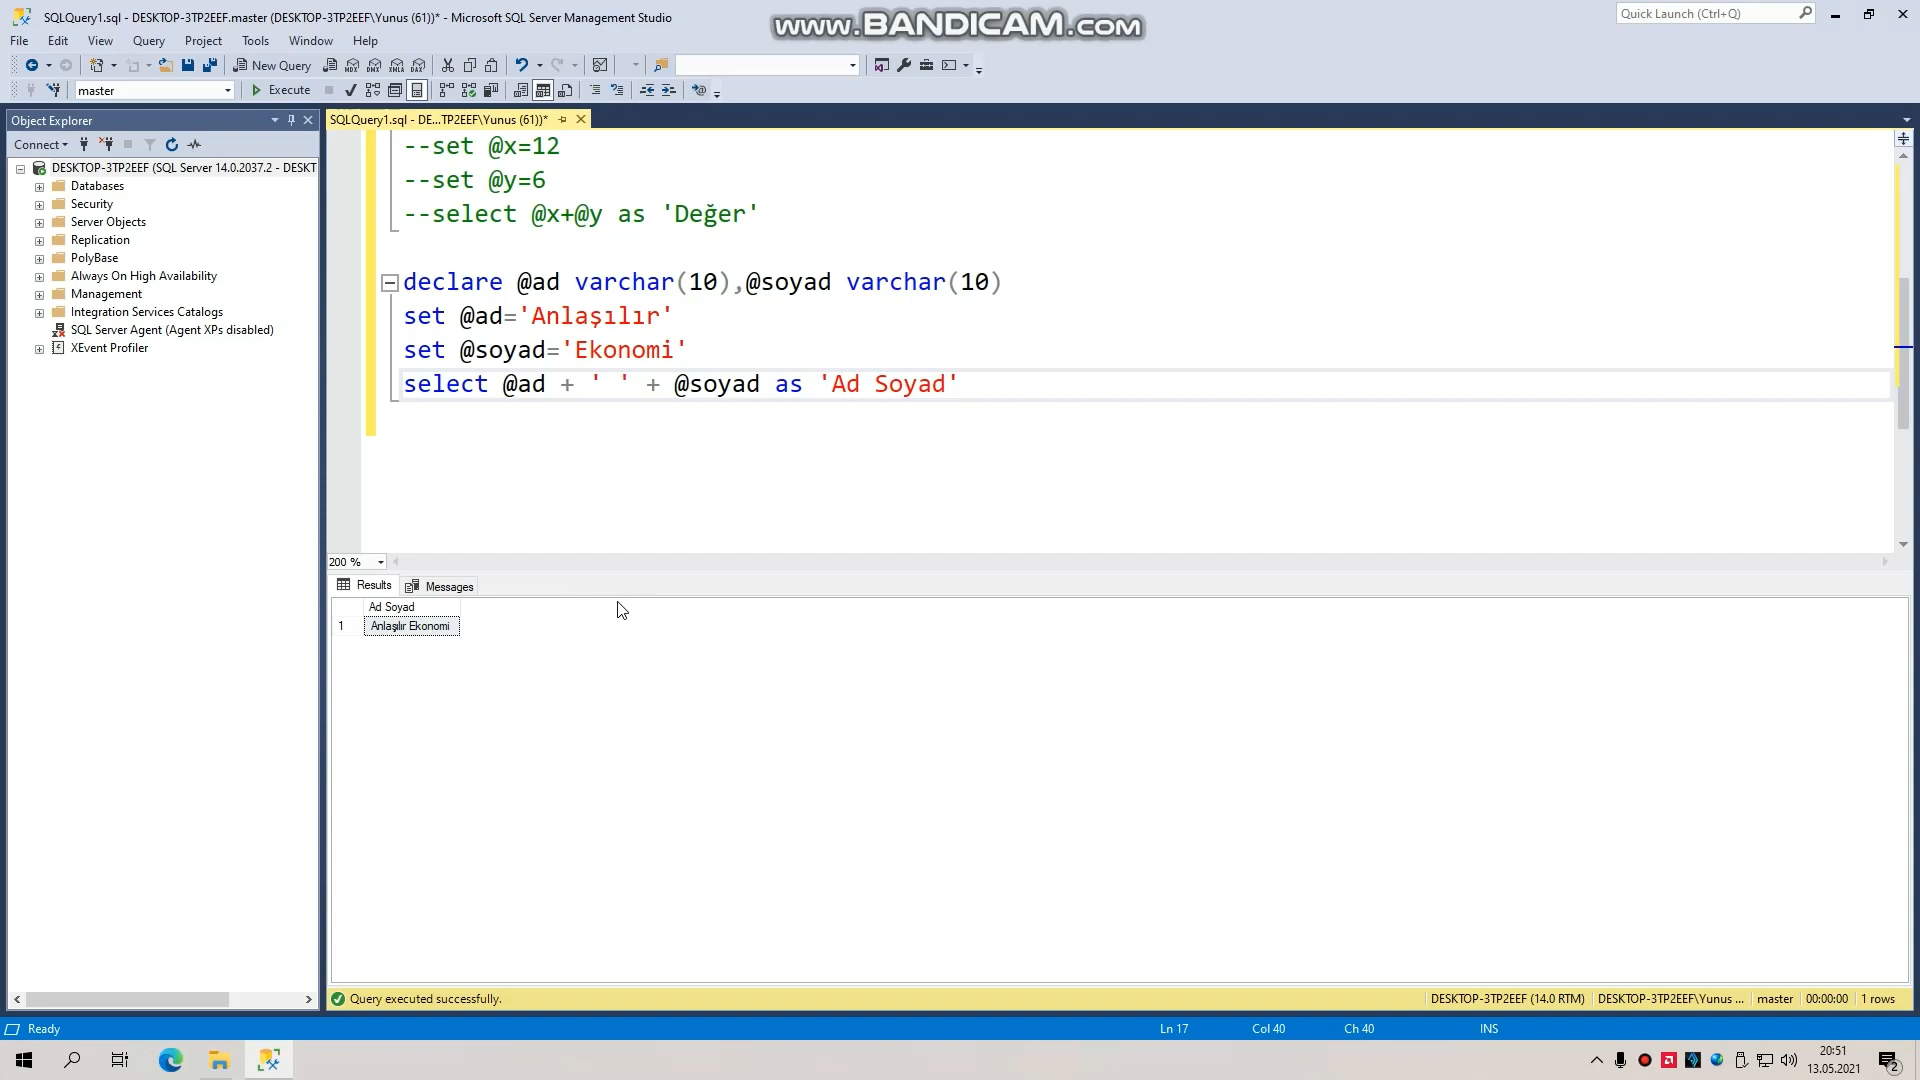 SQLQuery1.sql - DESKTOP-3TP2EEF.master (DESKTOP-3TP2EEF\Yunus (61))* - Microsoft SQL Server Management Studio
www.BANDICAM.com
Quick Launch (Ctrl+Q)
File Edit View Query Project Tools Window Help
New Query
MDX DMX XMLA DAX
master
Execute
Object Explorer
SQLQuery1.sql - DE...TP2EEF\Yunus (61))*
Connect
DESKTOP-3TP2EEF (SQL Server 14.0.2037.2 - DESKT
Databases
Security
Server Objects
Replication
PolyBase
Always On High Availability
Management
Integration Services Catalogs
SQL Server Agent (Agent XPs disabled)
XEvent Profiler
--set @x=12
--set @y=6
--select @x+@y as 'Değer'
declare @ad varchar(10),@soyad varchar(10)
set @ad='Anlaşılır'
set @soyad='Ekonomi'
select @ad + ' ' + @soyad as 'Ad Soyad'
200 %
Results Messages
Ad Soyad
1 Anlaşılır Ekonomi
Query executed successfully.
DESKTOP-3TP2EEF (14.0 RTM) DESKTOP-3TP2EEF\Yunus ... master 00:00:00 1 rows
Ready
Ln 17 Col 40 Ch 40 INS
20:51
13.05.2021
2